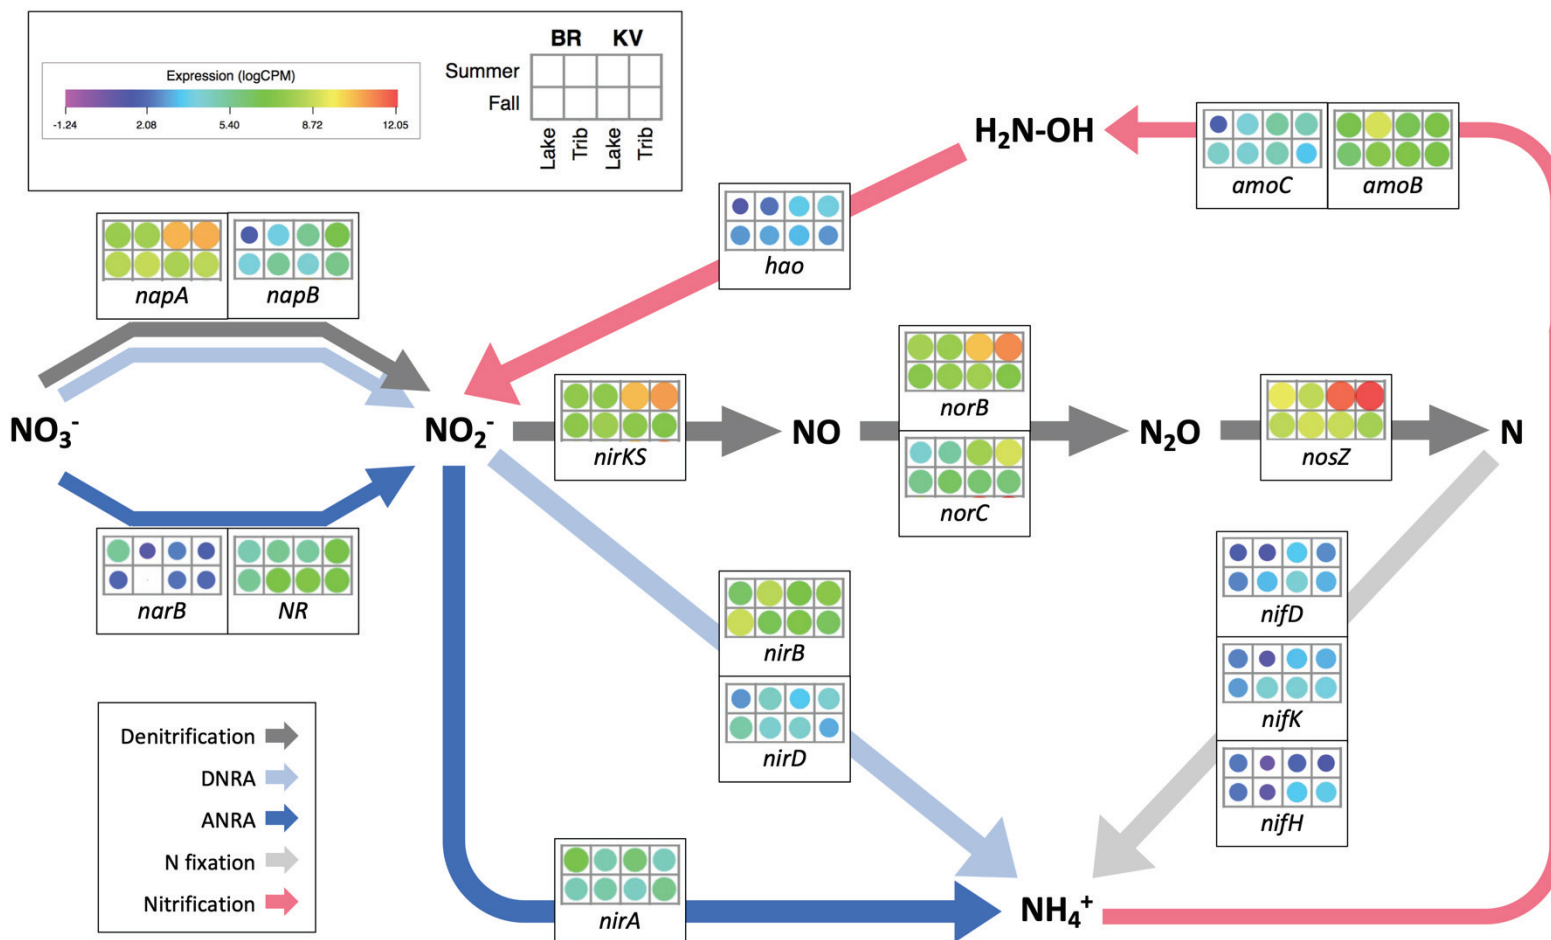 BR KV
Expression (logCPM)
-1.24 2.08 5.40 8.72 12.05
Summer
Fall
Lake Trib Lake Trib
H₂N-OH
amoC amoB
hao
napA napB
NO₃⁻
NO₂⁻
nirKS
NO
norB
norC
N₂O
nosZ
N
narB NR
nirB
nirD
nifD
nifK
nifH
Denitrification
DNRA
ANRA
N fixation
Nitrification
nirA
NH₄⁺